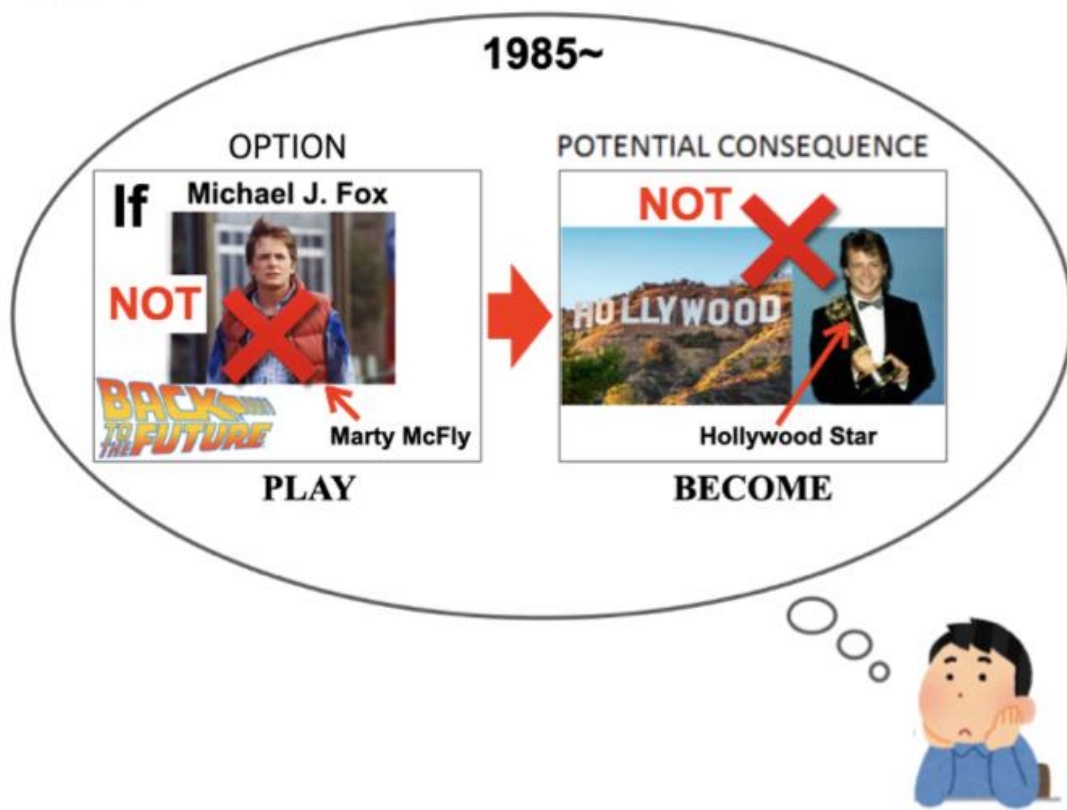 1985~
OPTION
If
Michael J. Fox
NOT
BACK
TO THE FUTURE
Marty McFly
PLAY
POTENTIAL CONSEQUENCE
NOT
HOLLYWOOD
Hollywood Star
BECOME